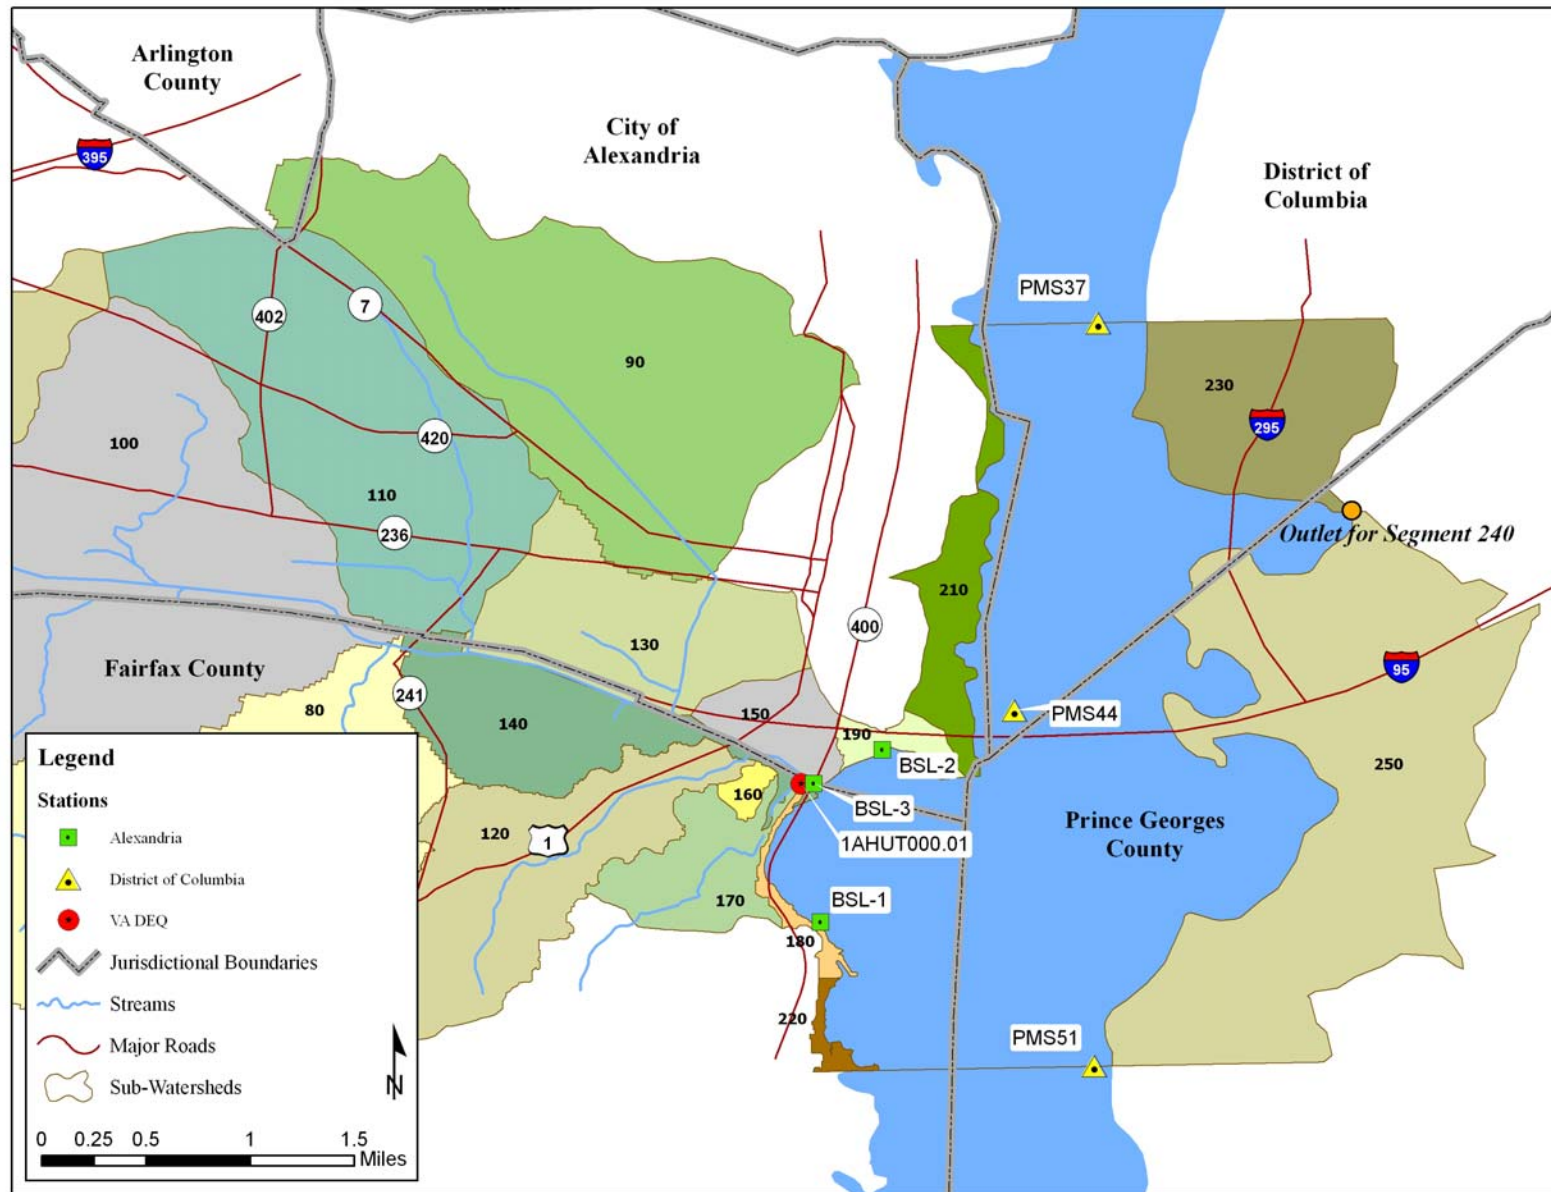 Arlington
County
395
City of
Alexandria
District of
Columbia
PMS37
402
7
90
230
295
100
420
110
236
Outlet for Segment 240
210
400
130
Fairfax County
95
241
80
140
150
PMS44
190
BSL-2
250
160
BSL-3
Prince Georges
County
120
1
1AHUT000.01
170
BSL-1
180
220
PMS51
Legend
Stations
Alexandria
District of Columbia
VA DEQ
Jurisdictional Boundaries
Streams
Major Roads
Sub-Watersheds
N
0 0.25 0.5 1 1.5
Miles